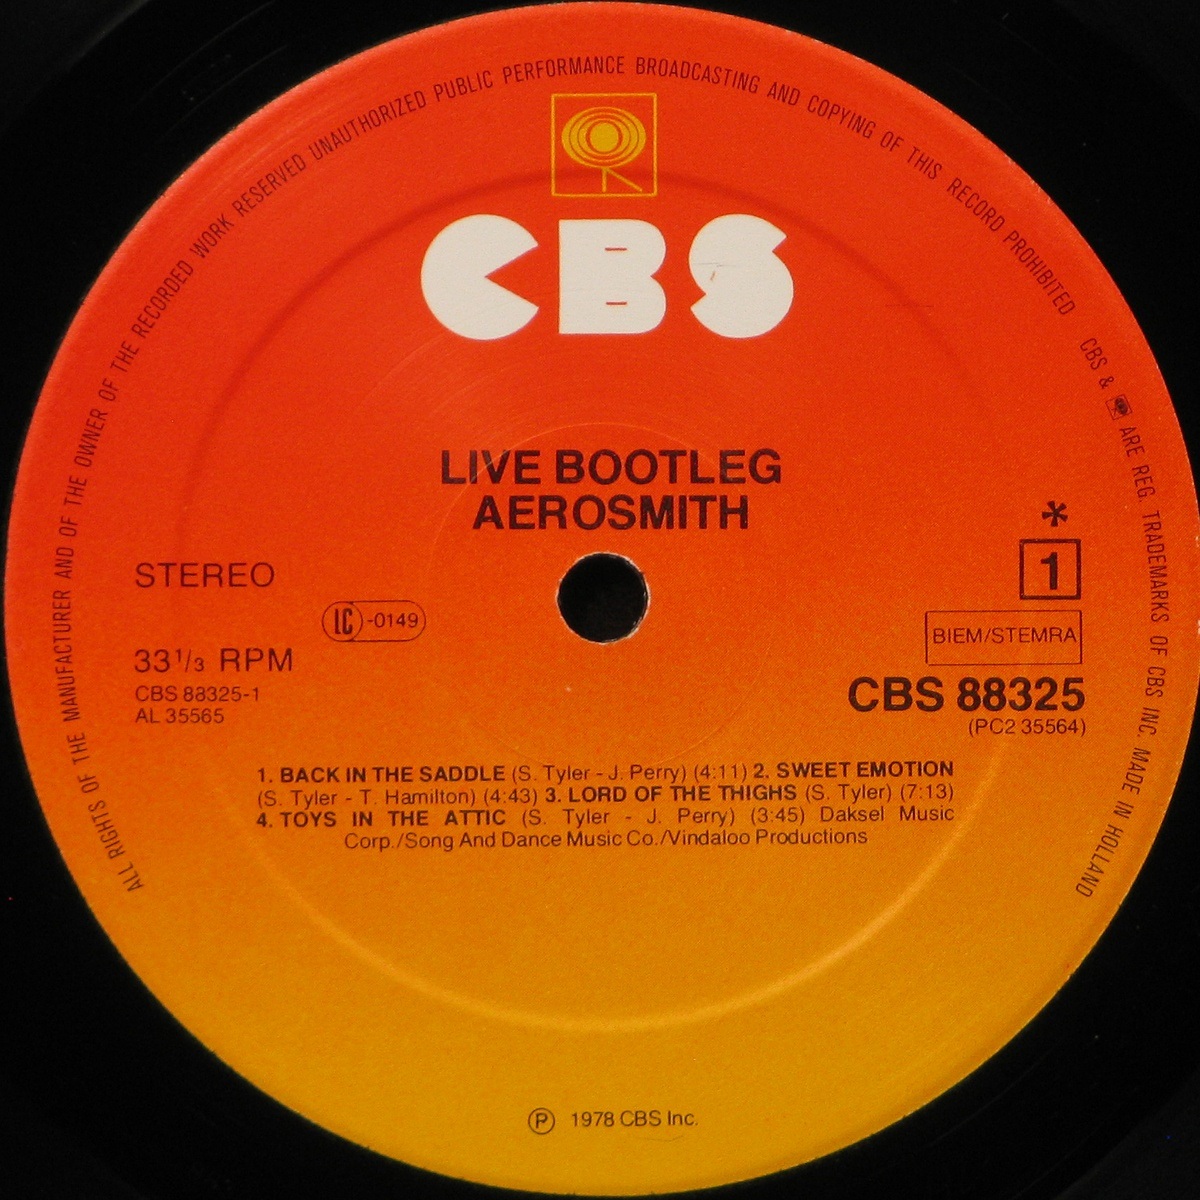 ALL RIGHTS OF THE MANUFACTURER AND OF THE OWNER OF THE RECORDED WORK RESERVED UNAUTHORIZED PUBLIC PERFORMANCE BROADCASTING AND COPYING OF THIS RECORD PROHIBITED CBS & ARE REG. TRADEMARKS OF CBS INC. MADE IN HOLLAND
CBS
LIVE BOOTLEG
AEROSMITH
STEREO
LC-0149
33 1/3 RPM
CBS 88325-1
AL 35565
*
1
BIEM/STEMRA
CBS 88325
(PC2 35564)
1. BACK IN THE SADDLE (S. Tyler - J. Perry) (4:11) 2. SWEET EMOTION
(S. Tyler - T. Hamilton) (4:43) 3. LORD OF THE THIGHS (S. Tyler) (7:13)
4. TOYS IN THE ATTIC (S. Tyler - J. Perry) (3:45) Daksel Music
Corp./Song And Dance Music Co./Vindaloo Productions
Ⓟ 1978 CBS Inc.